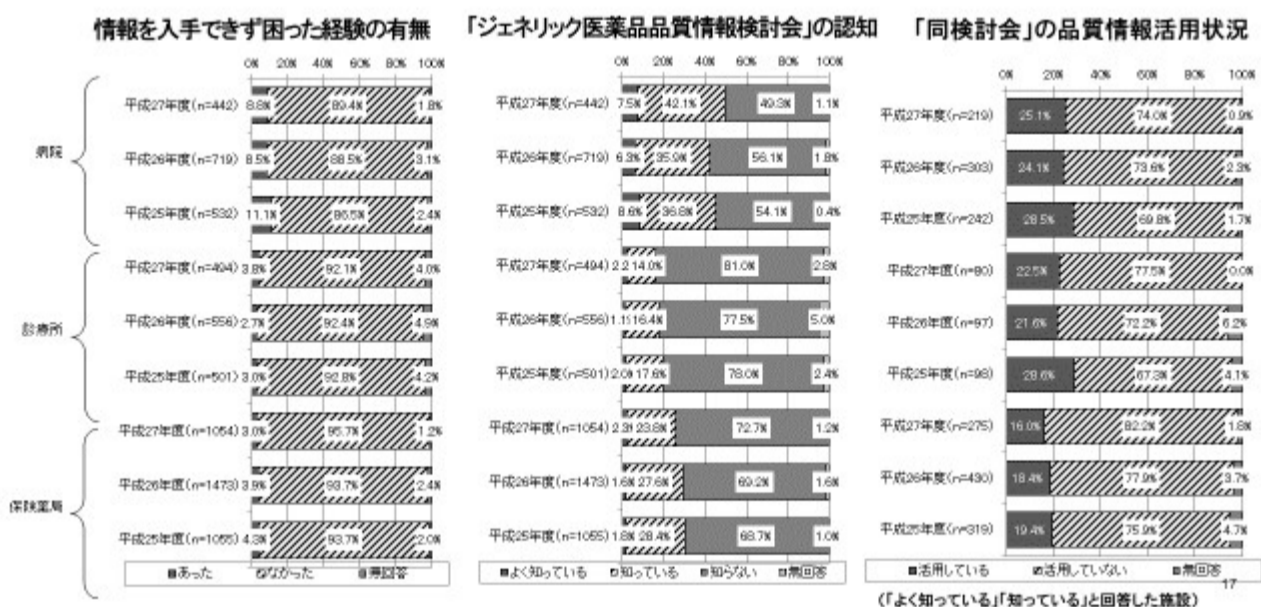 情報を入手できず困った経験の有無
0% 20% 40% 60% 80% 100%
病院
平成27年度(n=442) 8.8% 89.4% 1.8%
平成26年度(n=719) 8.5% 88.5% 3.1%
平成25年度(n=532) 11.1% 86.5% 2.4%
診療所
平成27年度(n=494) 3.8% 92.1% 4.0%
平成26年度(n=556) 2.7% 92.4% 4.9%
平成25年度(n=501) 3.0% 92.8% 4.2%
保険薬局
平成27年度(n=1054) 3.0% 95.7% 1.2%
平成26年度(n=1473) 3.9% 93.7% 2.4%
平成25年度(n=1055) 4.3% 93.7% 2.0%
■あった なかった 無回答
「ジェネリック医薬品品質情報検討会」の認知
0% 20% 40% 60% 80% 100%
平成27年度(n=442) 7.5% 42.1% 49.3% 1.1%
平成26年度(n=719) 6.3% 35.9% 56.1% 1.8%
平成25年度(n=532) 8.6% 36.8% 54.1% 0.4%
平成27年度(n=494) 2.2 14.0% 81.0% 2.8%
平成26年度(n=556) 1.1 16.4% 77.5% 5.0%
平成25年度(n=501) 2.0 17.6% 78.0% 2.4%
平成27年度(n=1054) 2.3 23.8% 72.7% 1.2%
平成26年度(n=1473) 1.6% 27.6% 69.2% 1.6%
平成25年度(n=1055) 1.8% 28.4% 68.7% 1.0%
■よく知っている 知っている 知らない 無回答
「同検討会」の品質情報活用状況
0% 20% 40% 60% 80% 100%
平成27年度(n=219) 25.1% 74.0% 0.9%
平成26年度(n=303) 24.1% 73.6% 2.3%
平成25年度(n=242) 28.5% 69.8% 1.7%
平成27年度(n=80) 22.5% 77.5% 0.0%
平成26年度(n=97) 21.6% 72.2% 6.2%
平成25年度(n=98) 28.6% 67.3% 4.1%
平成27年度(n=275) 16.0% 82.2% 1.8%
平成26年度(n=430) 18.4% 77.9% 3.7%
平成25年度(n=319) 19.4% 75.9% 4.7%
■活用している 活用していない 無回答
17
(「よく知っている」「知っている」と回答した施設)